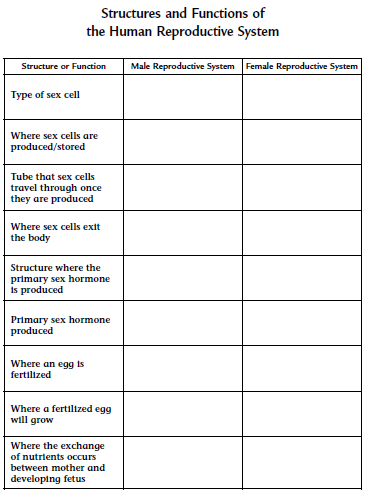 Structures and Functions of
the Human Reproductive System
Structure or Function Male Reproductive System Female Reproductive System
Type of sex cell
Where sex cells are
produced/stored
Tube that sex cells
travel through once
they are produced
Where sex cells exit
the body
Structure where the
primary sex hormone
is produced
Primary sex hormone
produced
Where an egg is
fertilized
Where a fertilized egg
will grow
Where the exchange
of nutrients occurs
between mother and
developing fetus